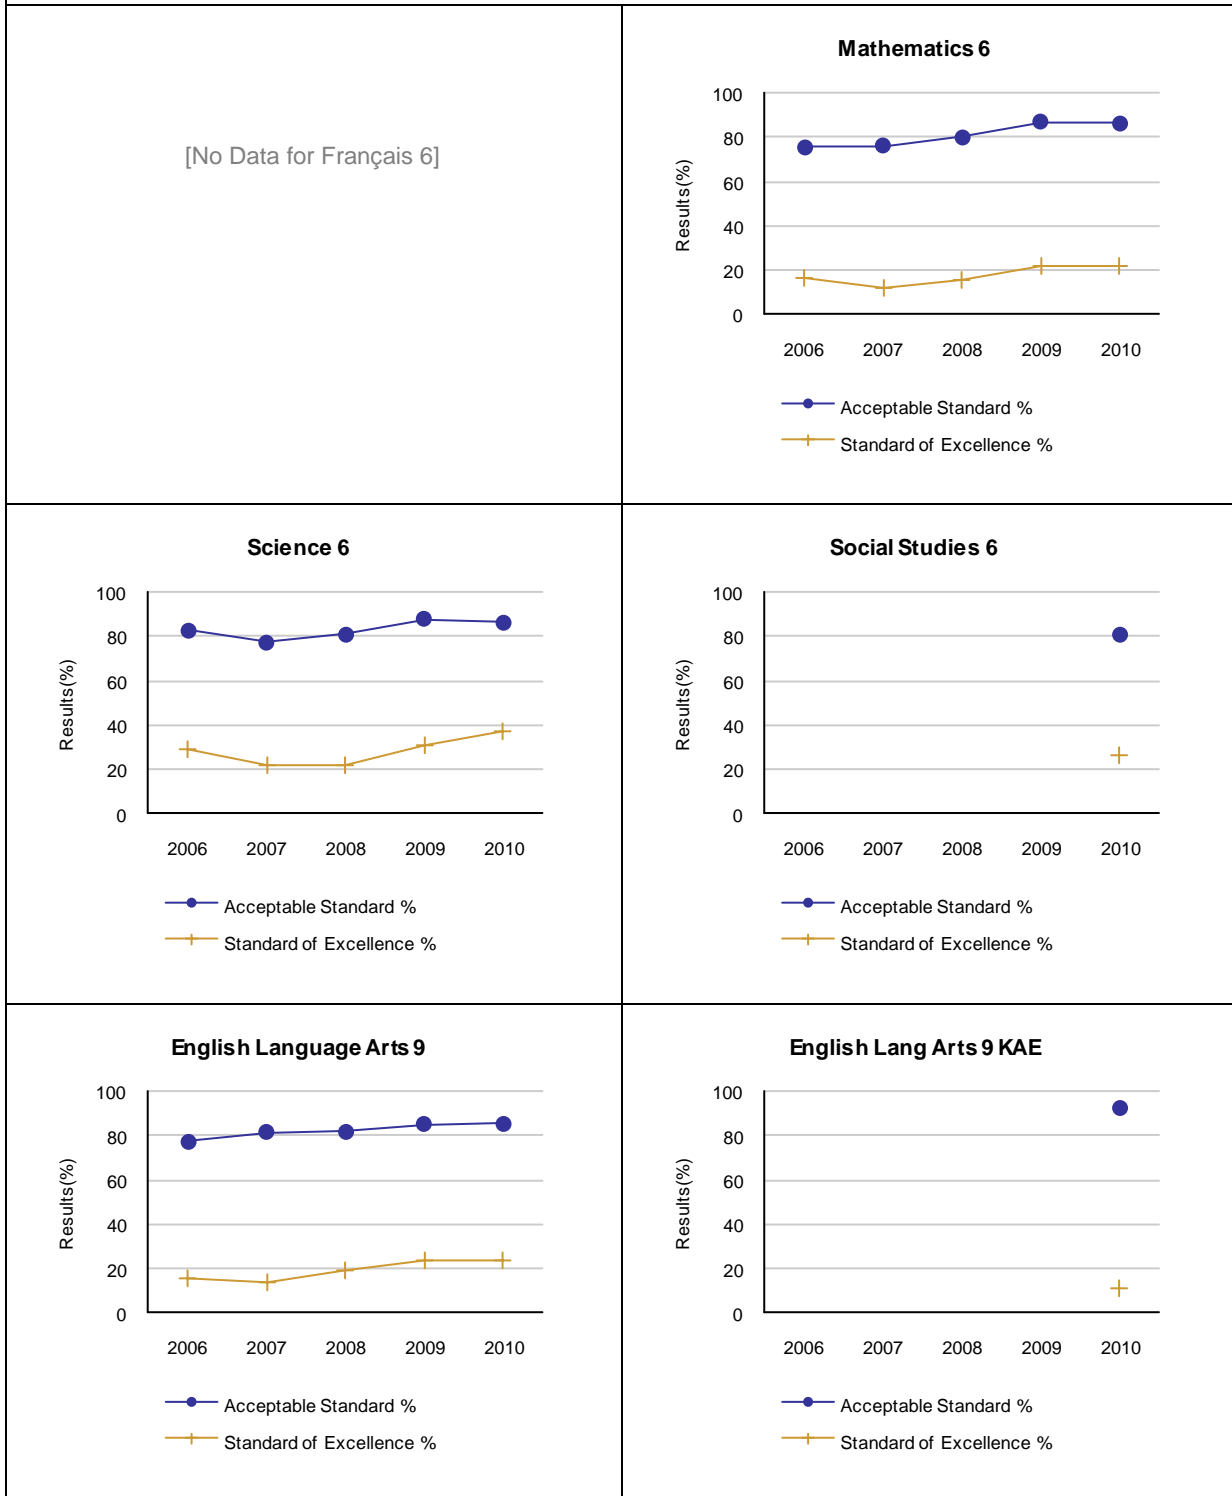 [No Data for Français 6]
Mathematics 6
100
80
60
40
20
0
Results(%)
2006 2007 2008 2009 2010
Acceptable Standard %
Standard of Excellence %
Science 6
100
80
60
40
20
0
Results(%)
2006 2007 2008 2009 2010
Acceptable Standard %
Standard of Excellence %
Social Studies 6
100
80
60
40
20
0
Results(%)
2006 2007 2008 2009 2010
Acceptable Standard %
Standard of Excellence %
English Language Arts 9
100
80
60
40
20
0
Results(%)
2006 2007 2008 2009 2010
Acceptable Standard %
Standard of Excellence %
English Lang Arts 9 KAE
100
80
60
40
20
0
Results(%)
2006 2007 2008 2009 2010
Acceptable Standard %
Standard of Excellence %